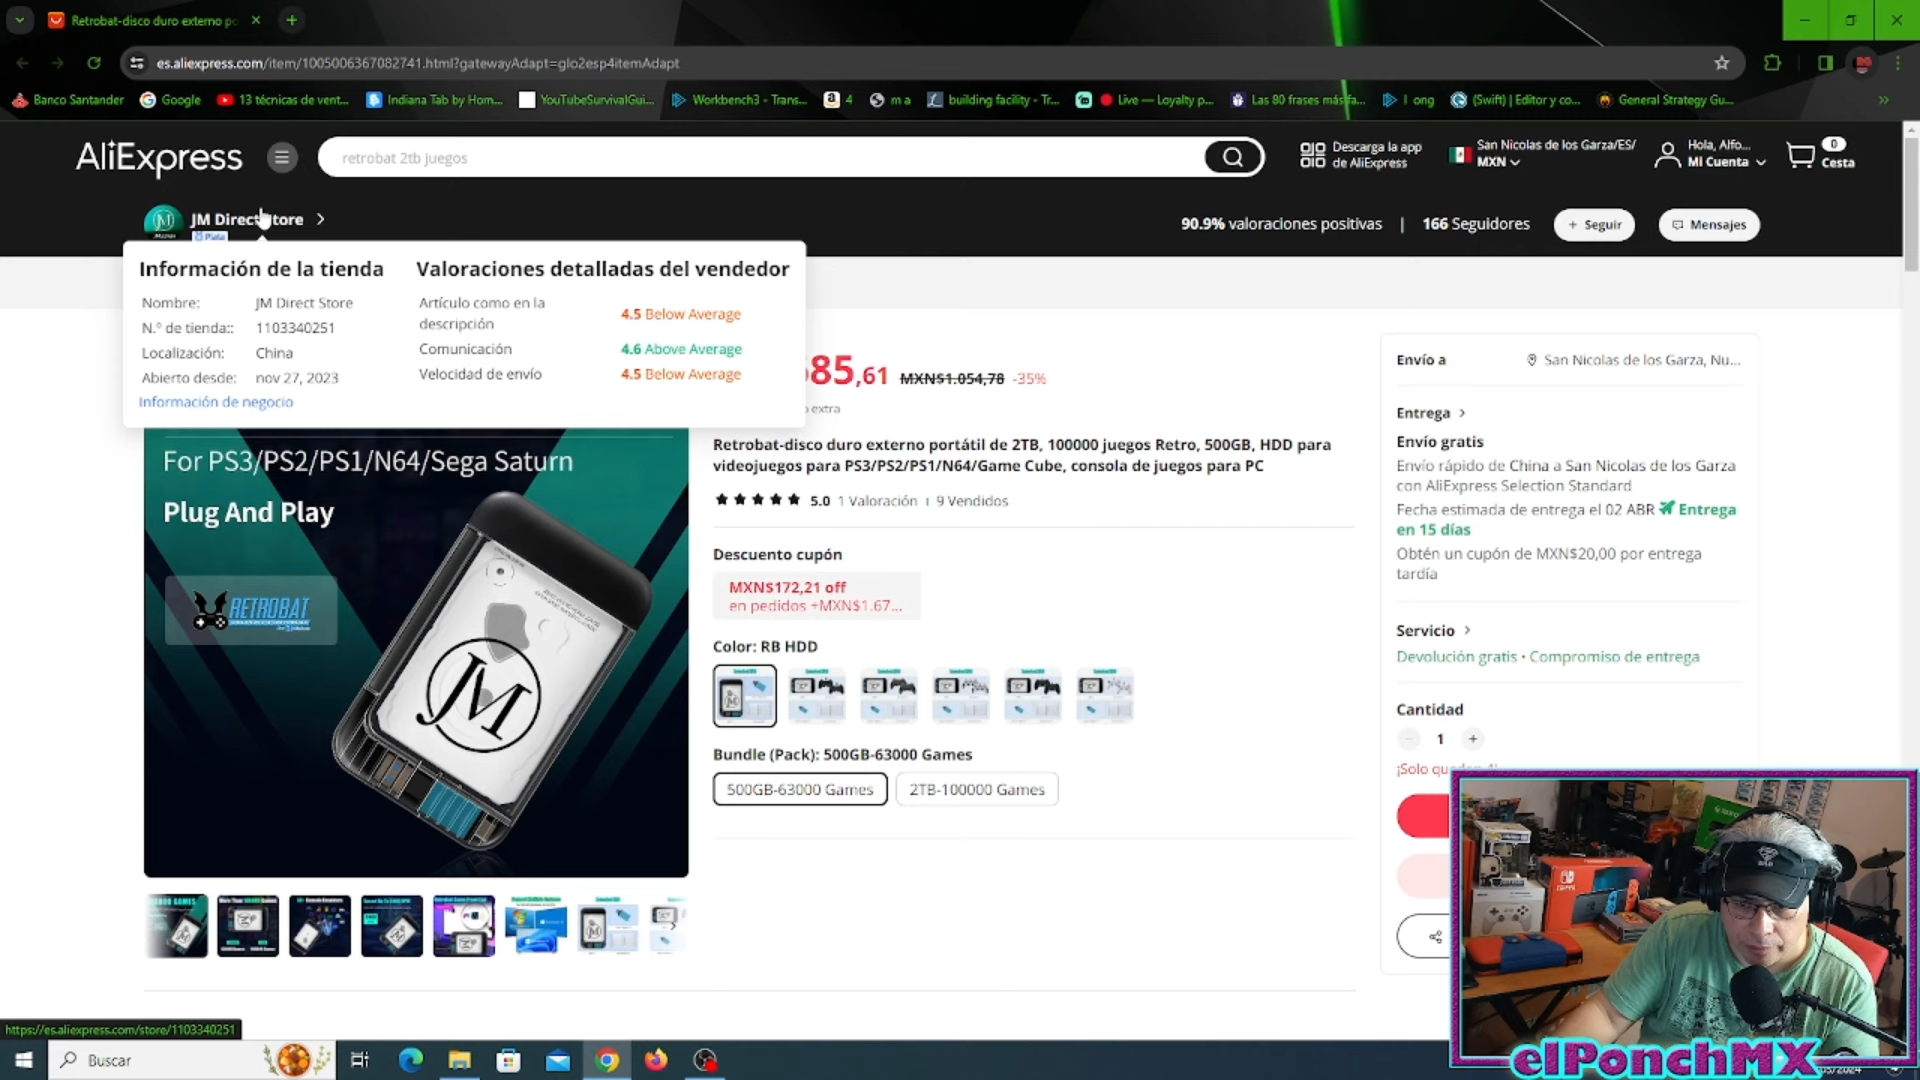 Retrobat-disco duro externo po
es.aliexpress.com/item/1005006367082741.html?gatewayAdapt=glo2esp4itemAdapt
Banco Santander
Google
13 técnicas de vent...
Indiana Tab by Hom...
YouTubeSurvivalGui...
Workbench3 - Trans...
4
m a
building facility - Tr...
Live — Loyalty p...
Las 80 frases más fa...
(Swift) | Editor y co...
General Strategy Gu...
AliExpress
retrobat 2tb juegos
Descarga la app
de AliExpress
San Nicolas de los Garza/ES/
MXN
Hola, Alfo...
Mi Cuenta
0
Cesta
JM Direct Store
Plata
90.9% valoraciones positivas | 166 Seguidores
+ Seguir
Mensajes
Información de la tienda
Nombre: JM Direct Store
N.º de tienda:: 1103340251
Localización: China
Abierto desde: nov 27, 2023
Información de negocio
Valoraciones detalladas del vendedor
Artículo como en la
descripción
4.5 Below Average
Comunicación 4.6 Above Average
Velocidad de envío 4.5 Below Average
85,61 MXN$1.054,78 -35%
extra
For PS3/PS2/PS1/N64/Sega Saturn
Plug And Play
RETROBAT
JM
Retrobat-disco duro externo portátil de 2TB, 100000 juegos Retro, 500GB, HDD para
videojuegos para PS3/PS2/PS1/N64/Game Cube, consola de juegos para PC
5.0 1 Valoración 9 Vendidos
Descuento cupón
MXN$172,21 off
en pedidos +MXN$1.67...
Color: RB HDD
Bundle (Pack): 500GB-63000 Games
500GB-63000 Games
2TB-100000 Games
Envío a
San Nicolas de los Garza, Nu...
Entrega
Envío gratis
Envío rápido de China a San Nicolas de los Garza
con AliExpress Selection Standard
Fecha estimada de entrega el 02 ABR Entrega
en 15 días
Obtén un cupón de MXN$20,00 por entrega
tardía
Servicio
Devolución gratis • Compromiso de entrega
Cantidad
1
¡Solo
https://es.aliexpress.com/store/1103340251
Buscar
elPonchMX